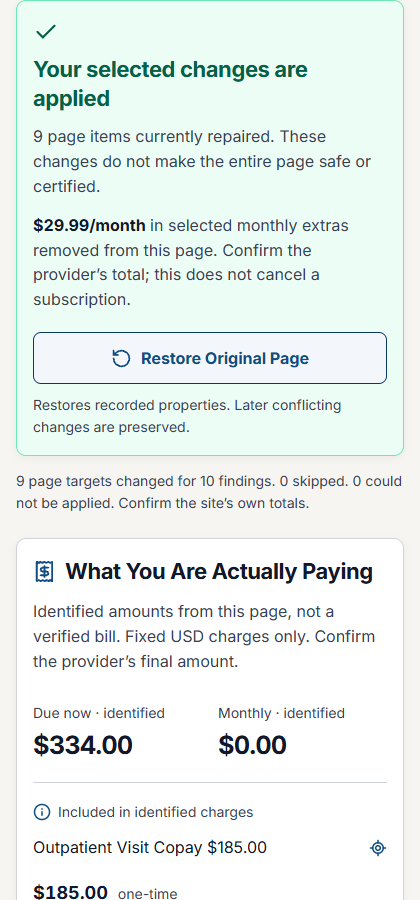 Your selected changes are
applied
9 page items currently repaired. These
changes do not make the entire page safe or
certified.
$29.99/month in selected monthly extras
removed from this page. Confirm the
provider’s total; this does not cancel a
subscription.
Restore Original Page
Restores recorded properties. Later conflicting
changes are preserved.
9 page targets changed for 10 findings. 0 skipped. 0 could
not be applied. Confirm the site’s own totals.
What You Are Actually Paying
Identified amounts from this page, not a
verified bill. Fixed USD charges only. Confirm
the provider’s final amount.
Due now · identified
Monthly · identified
$334.00
$0.00
Included in identified charges
Outpatient Visit Copay $185.00
$185.00 one-time